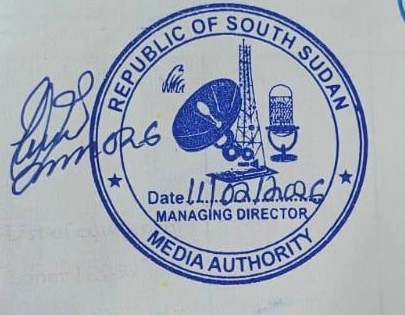 REPUBLIC OF SOUTH SUDAN
Date 11/02/2026
MANAGING DIRECTOR
MEDIA AUTHORITY